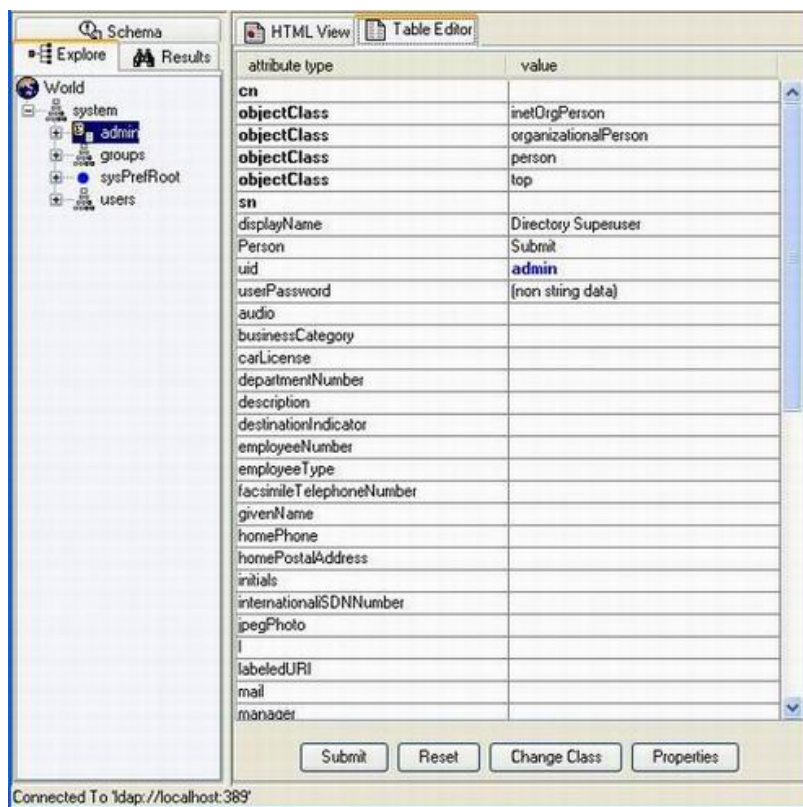 Schema
Explore Results
World
system
admin
groups
sysPrefRoot
users
HTML View Table Editor
attribute type value
cn
objectClass inetOrgPerson
objectClass organizationalPerson
objectClass person
objectClass top
sn
displayName Directory Superuser
Person Submit
uid admin
userPassword (non string data)
audio
businessCategory
carLicense
departmentNumber
description
destinationIndicator
employeeNumber
employeeType
facsimileTelephoneNumber
givenName
homePhone
homePostalAddress
initials
internationaliSDNNumber
jpegPhoto
l
labeledURI
mail
manager
Submit Reset Change Class Properties
Connected To 'ldap://localhost:389'